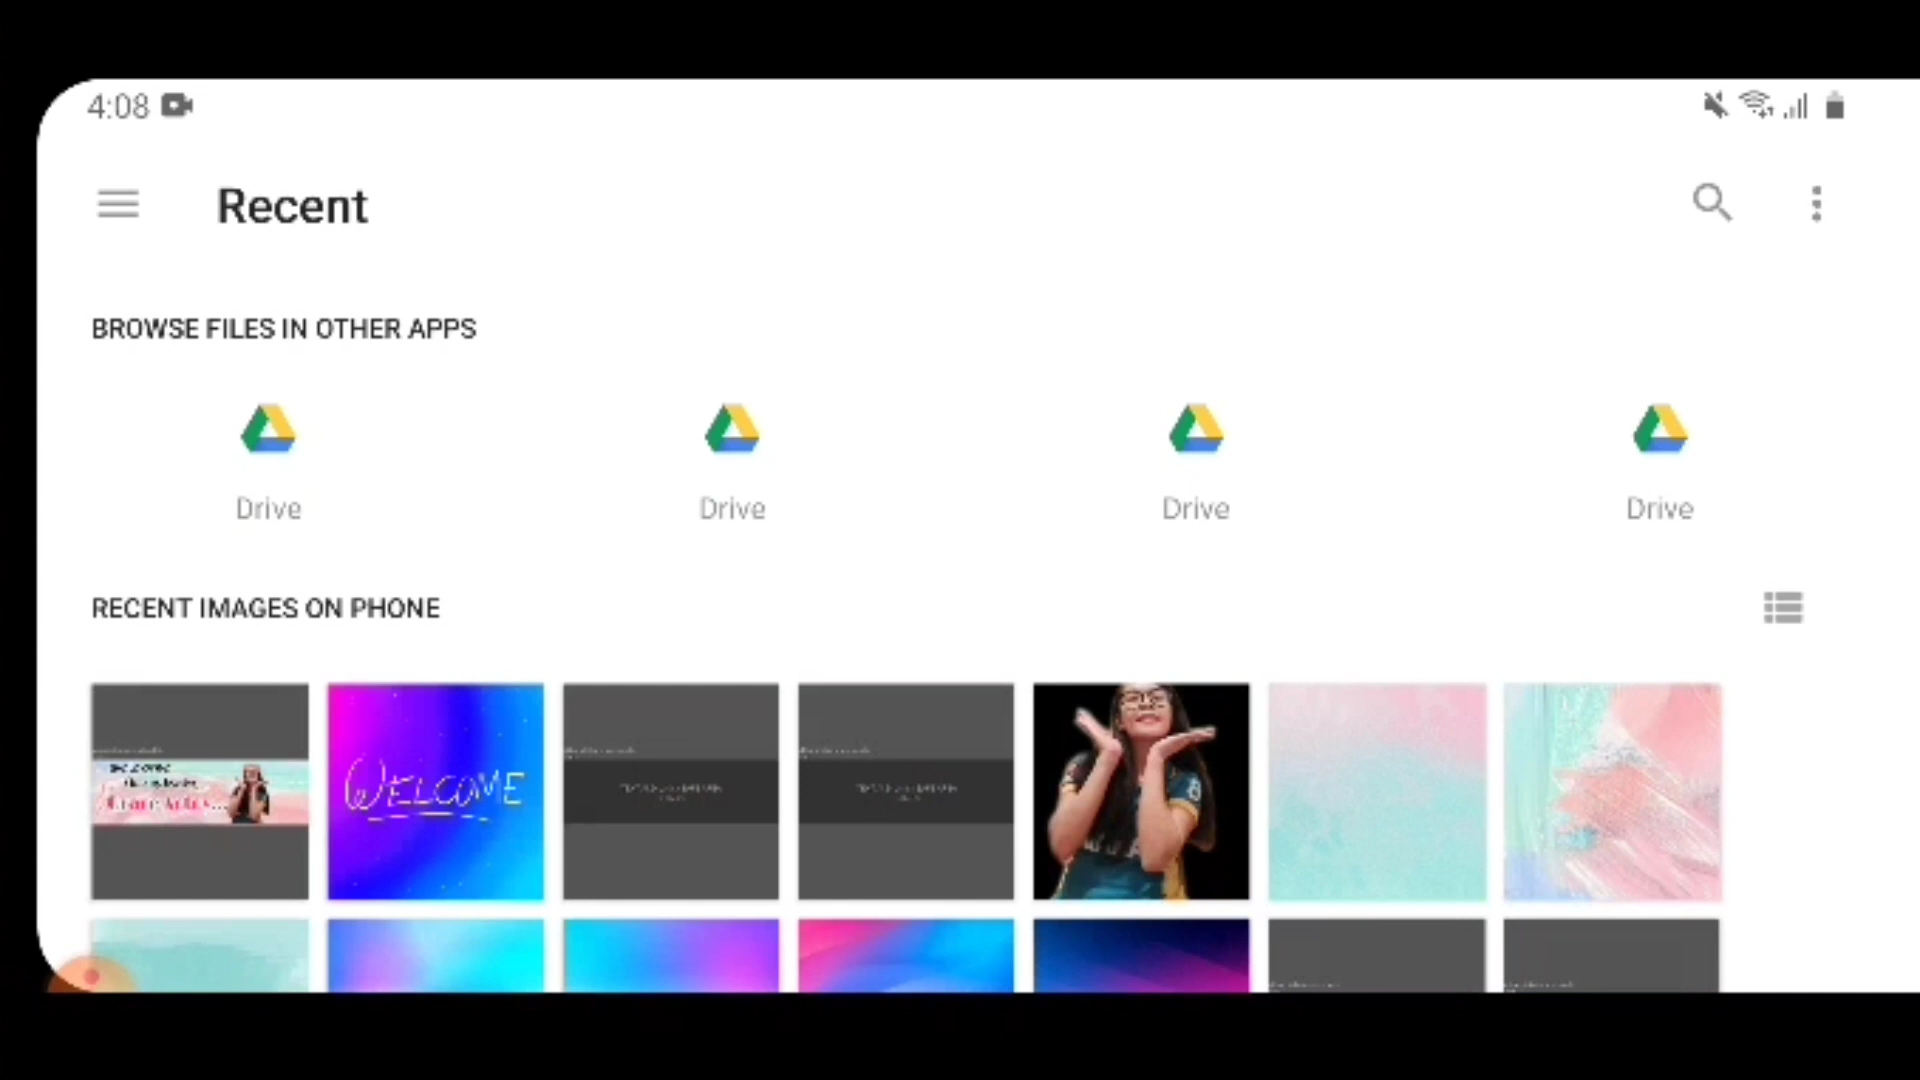 4:08
Recent
BROWSE FILES IN OTHER APPS
Drive
Drive
Drive
Drive
RECENT IMAGES ON PHONE
WELCOME